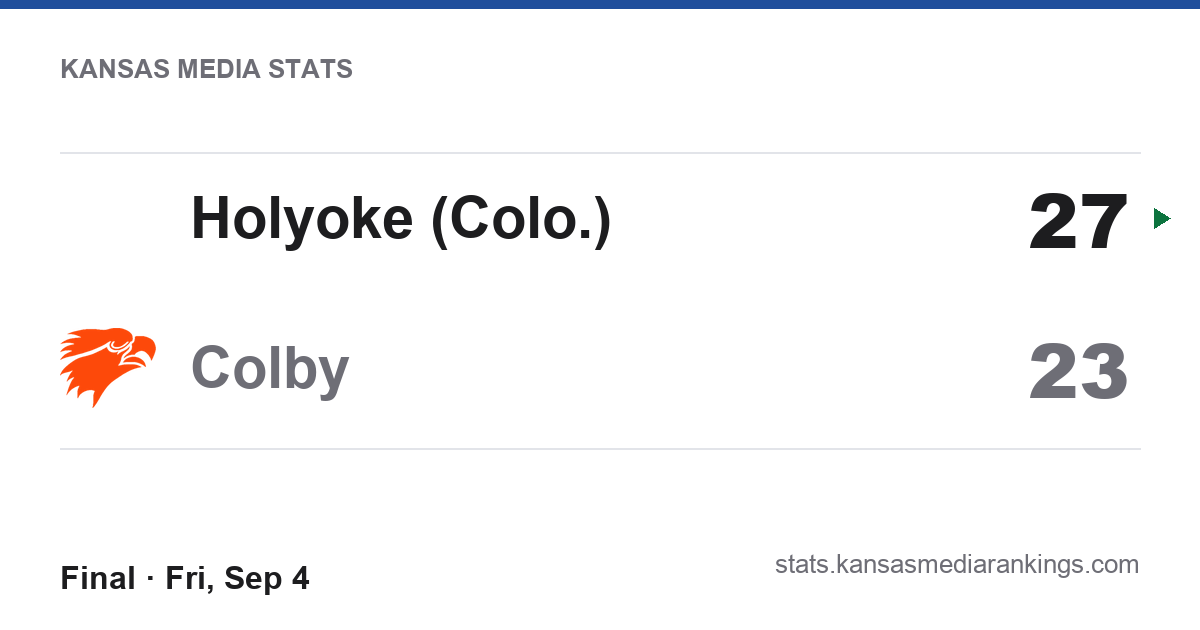 KANSAS MEDIA STATS
Holyoke (Colo.) 27
Colby 23
Final · Fri, Sep 4
stats.kansasmediarankings.com